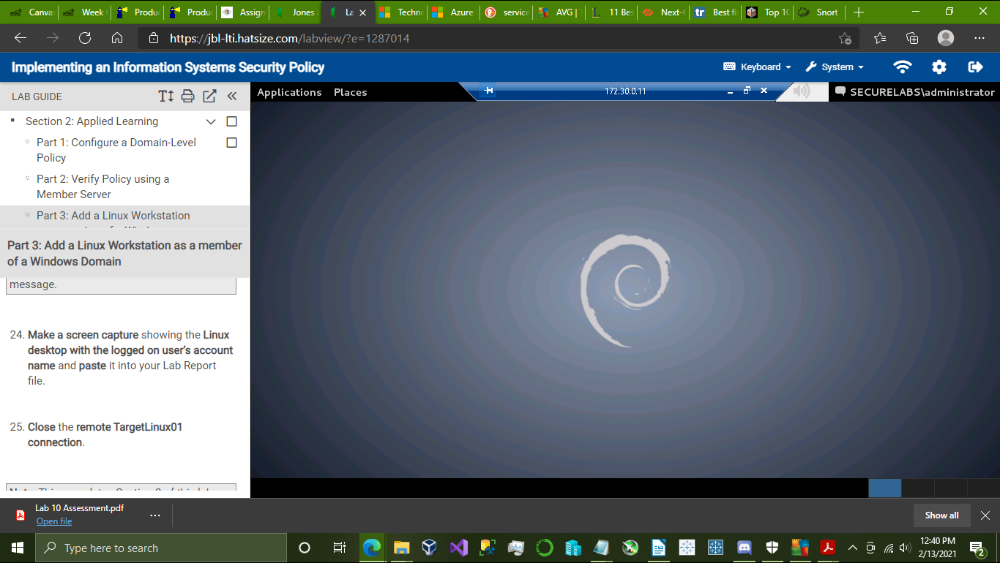 Canva
Week
Produ
Produ
Assign
Jones
La
Techno
Azure
service
AVG | T
11 Bes
Next-G
Best fi
Top 10
Snort
https://jbl-lti.hatsize.com/labview/?e=1287014
Implementing an Information Systems Security Policy
Keyboard
System
LAB GUIDE
Applications Places
172.30.0.11
SECURELABS\administrator
Section 2: Applied Learning
Part 1: Configure a Domain-Level
Policy
Part 2: Verify Policy using a
Member Server
Part 3: Add a Linux Workstation
Part 3: Add a Linux Workstation as a member
of a Windows Domain
message.
24. Make a screen capture showing the Linux
desktop with the logged on user's account
name and paste it into your Lab Report
file.
25. Close the remote TargetLinux01
connection.
Lab 10 Assessment.pdf
Open file
Show all
Type here to search
12:40 PM
2/13/2021
2